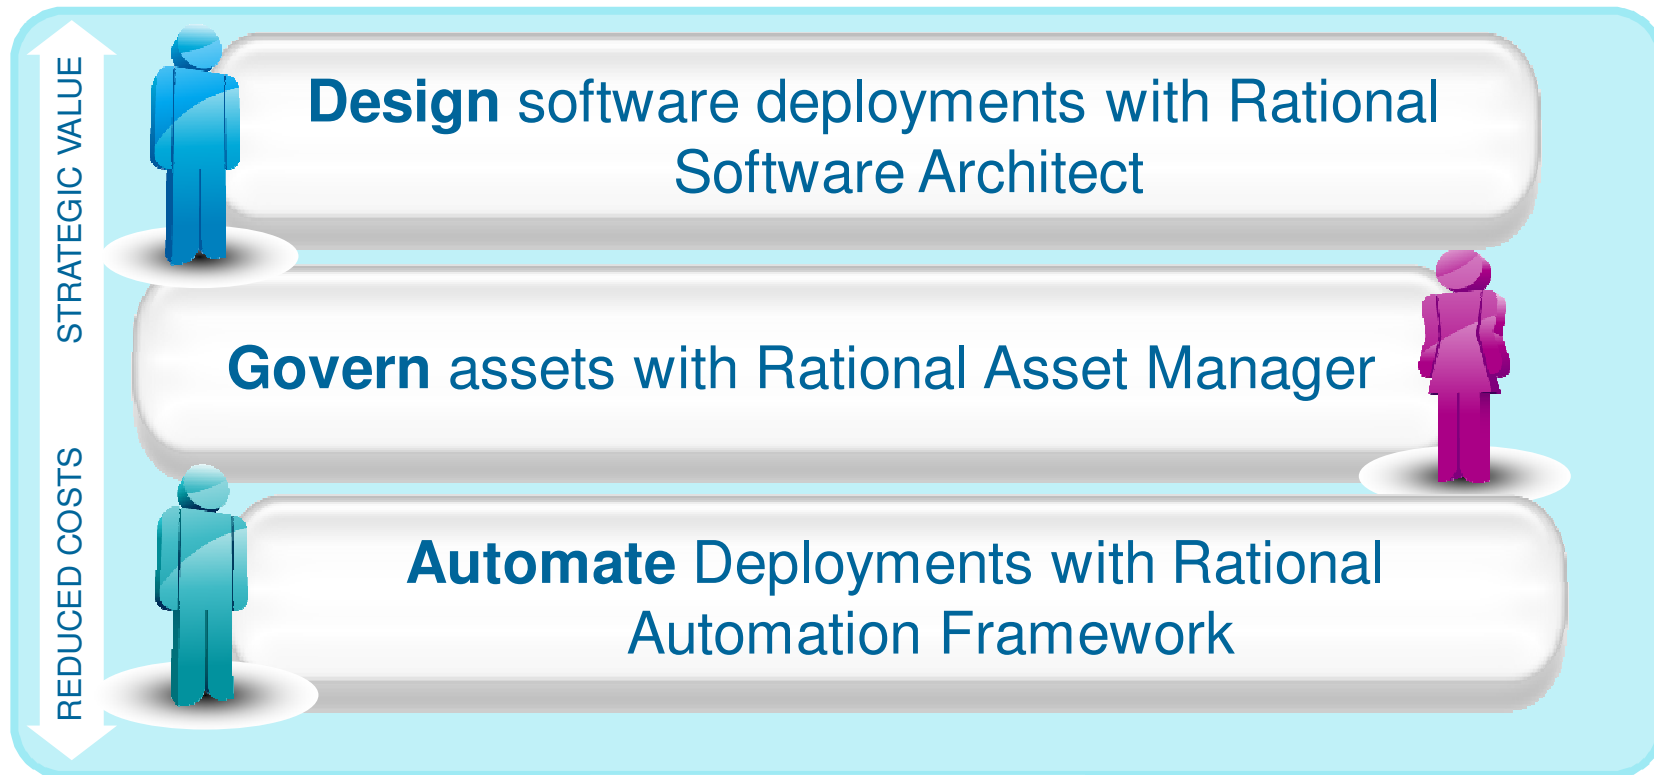 STRATEGIC VALUE
REDUCED COSTS
Design software deployments with Rational
Software Architect
Govern assets with Rational Asset Manager
Automate Deployments with Rational
Automation Framework